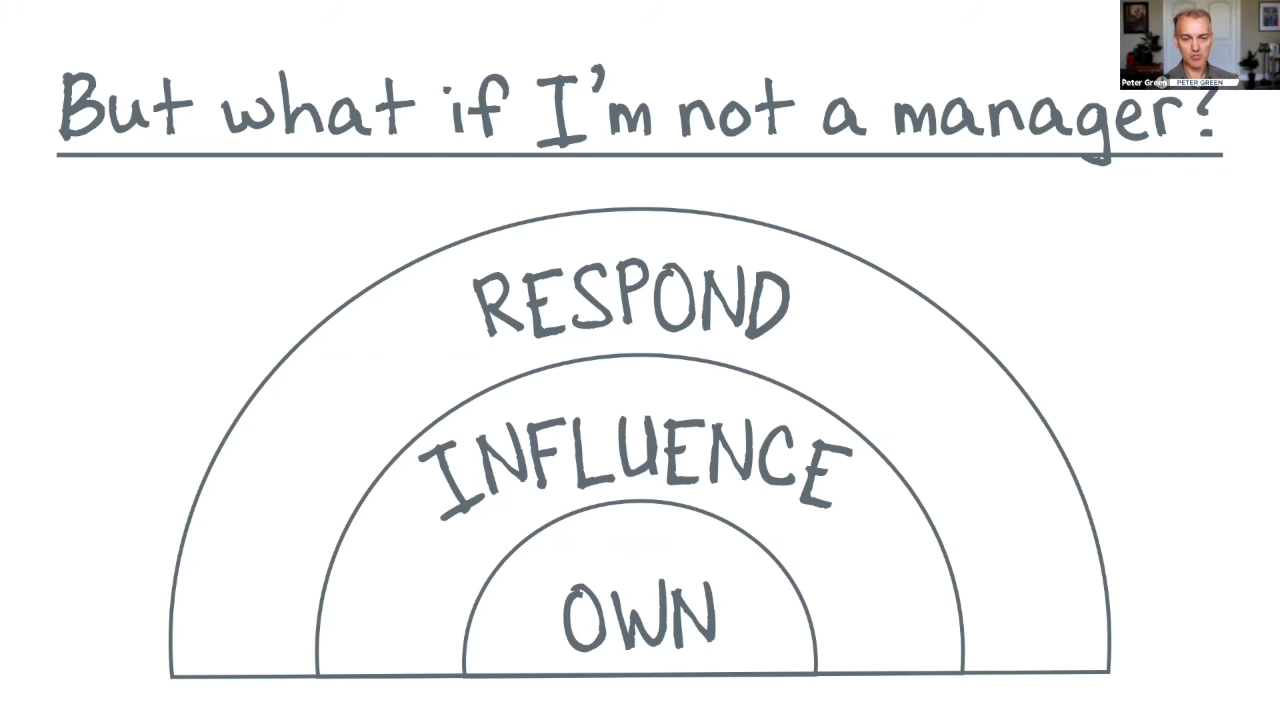 But what if I'm not a manager?
Peter Green
PETER GREEN
RESPOND
INFLUENCE
OWN